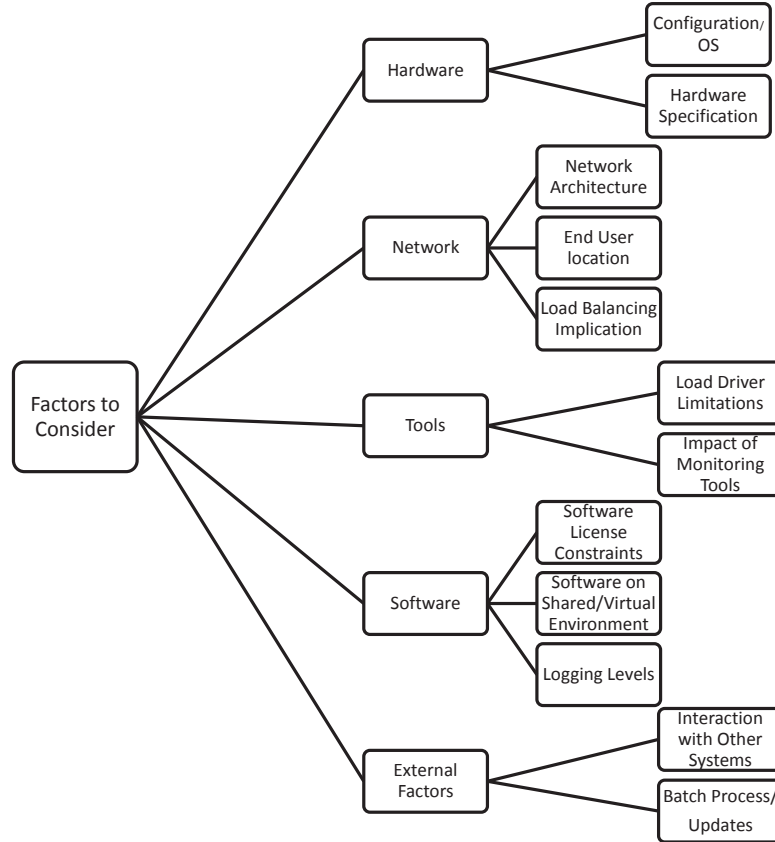 Factors to
Consider
Hardware
Configuration/
OS
Hardware
Specification
Network
Network
Architecture
End User
location
Load Balancing
Implication
Tools
Load Driver
Limitations
Impact of
Monitoring
Tools
Software
Software
License
Constraints
Software on
Shared/Virtual
Environment
Logging Levels
External
Factors
Interaction
with Other
Systems
Batch Process/
Updates